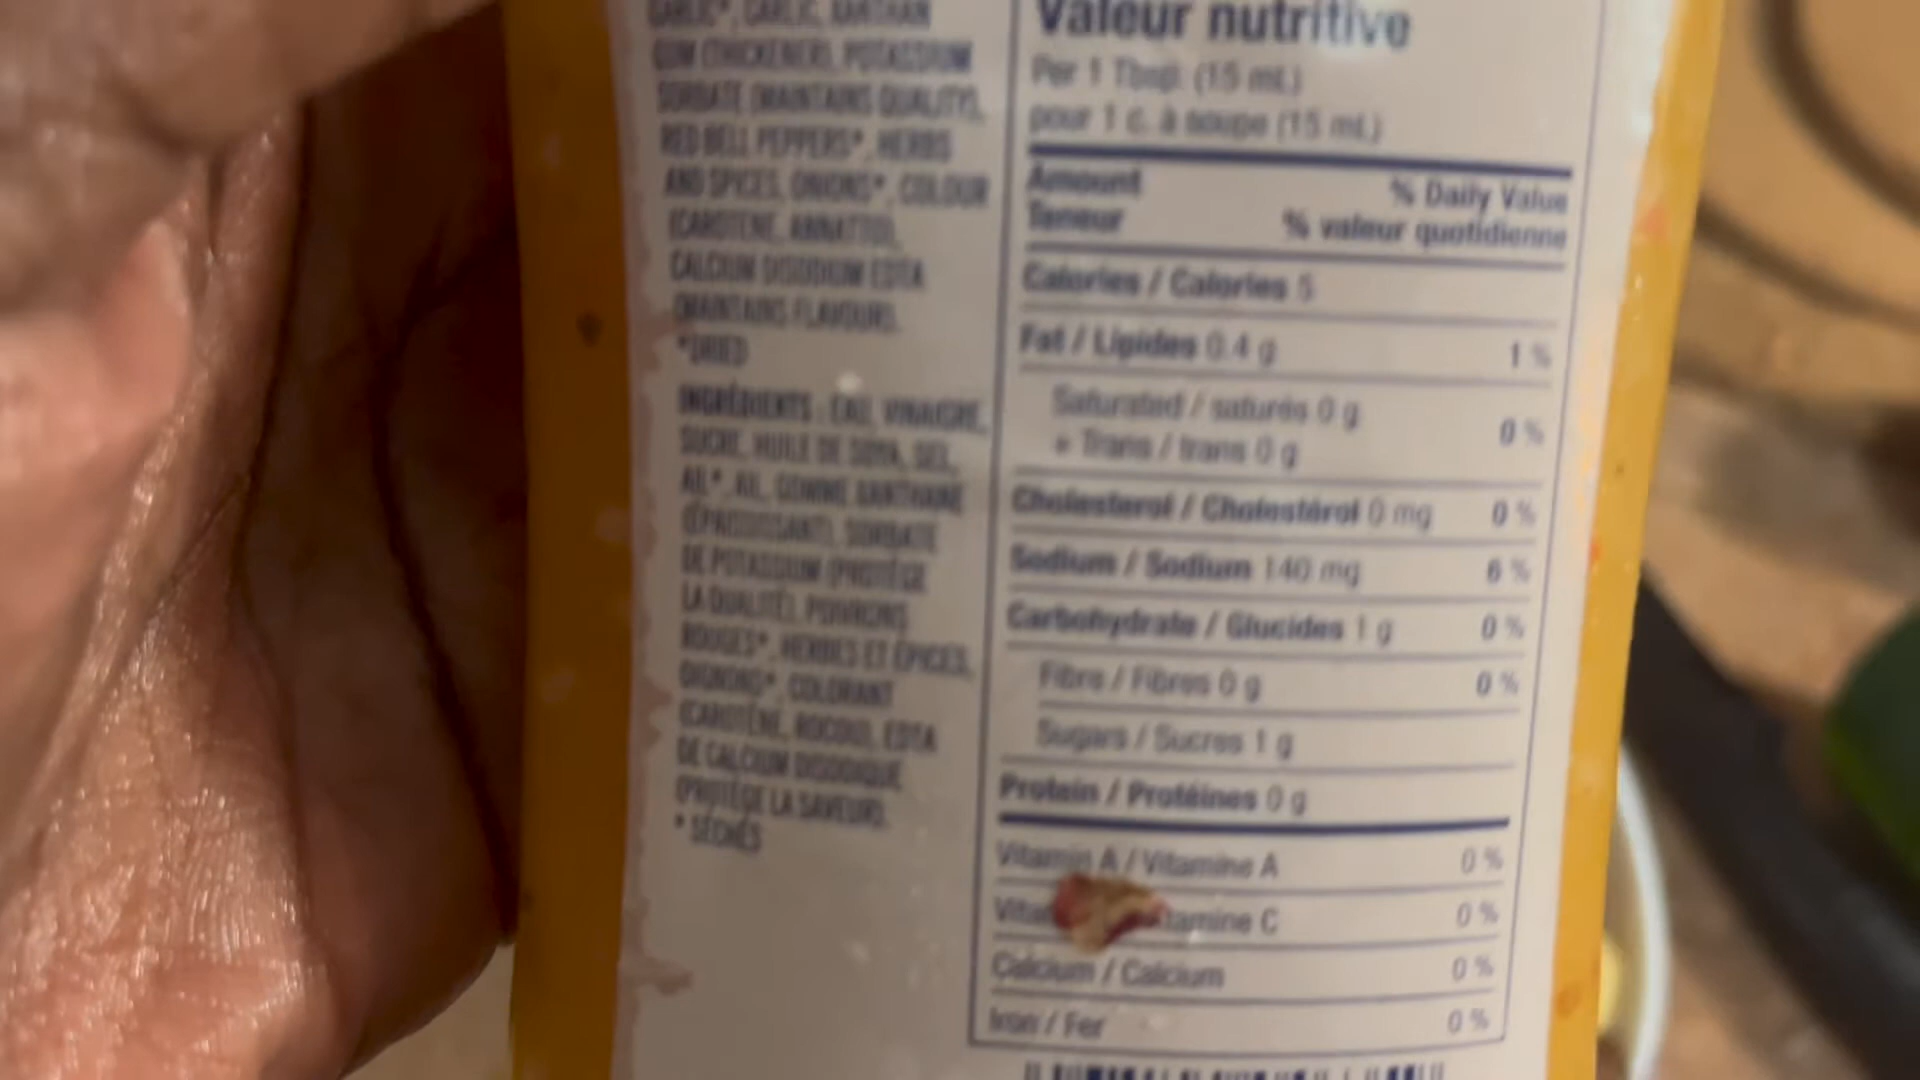 GARLIC*, GARLIC, XANTHAN
GUM (THICKENER), POTASSIUM
SORBATE (MAINTAINS QUALITY),
RED BELL PEPPERS*, HERBS
AND SPICES, ONIONS*, COLOUR
(CAROTENE, ANNATTO),
CALCIUM DISODIUM EDTA
(MAINTAINS FLAVOUR).
*DRIED
INGRÉDIENTS : EAU, VINAIGRE,
SUCRE, HUILE DE SOYA, SEL,
AIL*, AIL, GOMME XANTHANE
(ÉPAISSISSANT), SORBATE
DE POTASSIUM (PROTÈGE
LA QUALITÉ), POIVRONS
ROUGES*, HERBES ET ÉPICES,
OIGNONS*, COLORANT
(CAROTÈNE, ROCOU), EDTA
DE CALCIUM DISODIQUE
(PROTÈGE LA SAVEUR).
* SÉCHÉS
Valeur nutritive
Per 1 Tbsp. (15 mL)
pour 1 c. à soupe (15 mL)
Amount % Daily Value
Teneur % valeur quotidienne
Calories / Calories 5
Fat / Lipides 0.4 g 1 %
Saturated / saturés 0 g
+ Trans / trans 0 g 0 %
Cholesterol / Cholestérol 0 mg 0 %
Sodium / Sodium 140 mg 6 %
Carbohydrate / Glucides 1 g 0 %
Fibre / Fibres 0 g 0 %
Sugars / Sucres 1 g
Protein / Protéines 0 g
Vitamin A / Vitamine A 0 %
Vita tamine C 0 %
Calcium / Calcium 0 %
Iron / Fer 0 %